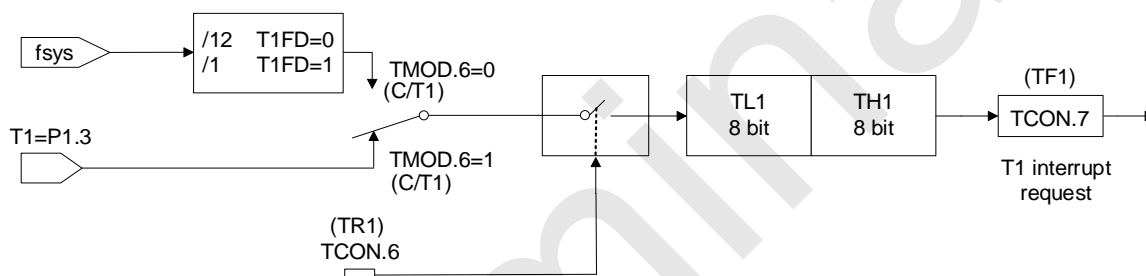 fsys
/12 T1FD=0
/1 T1FD=1
TMOD.6=0
(C/T1)
T1=P1.3
TMOD.6=1
(C/T1)
(TR1)
TCON.6
TL1
8 bit
TH1
8 bit
(TF1)
TCON.7
T1 interrupt
request